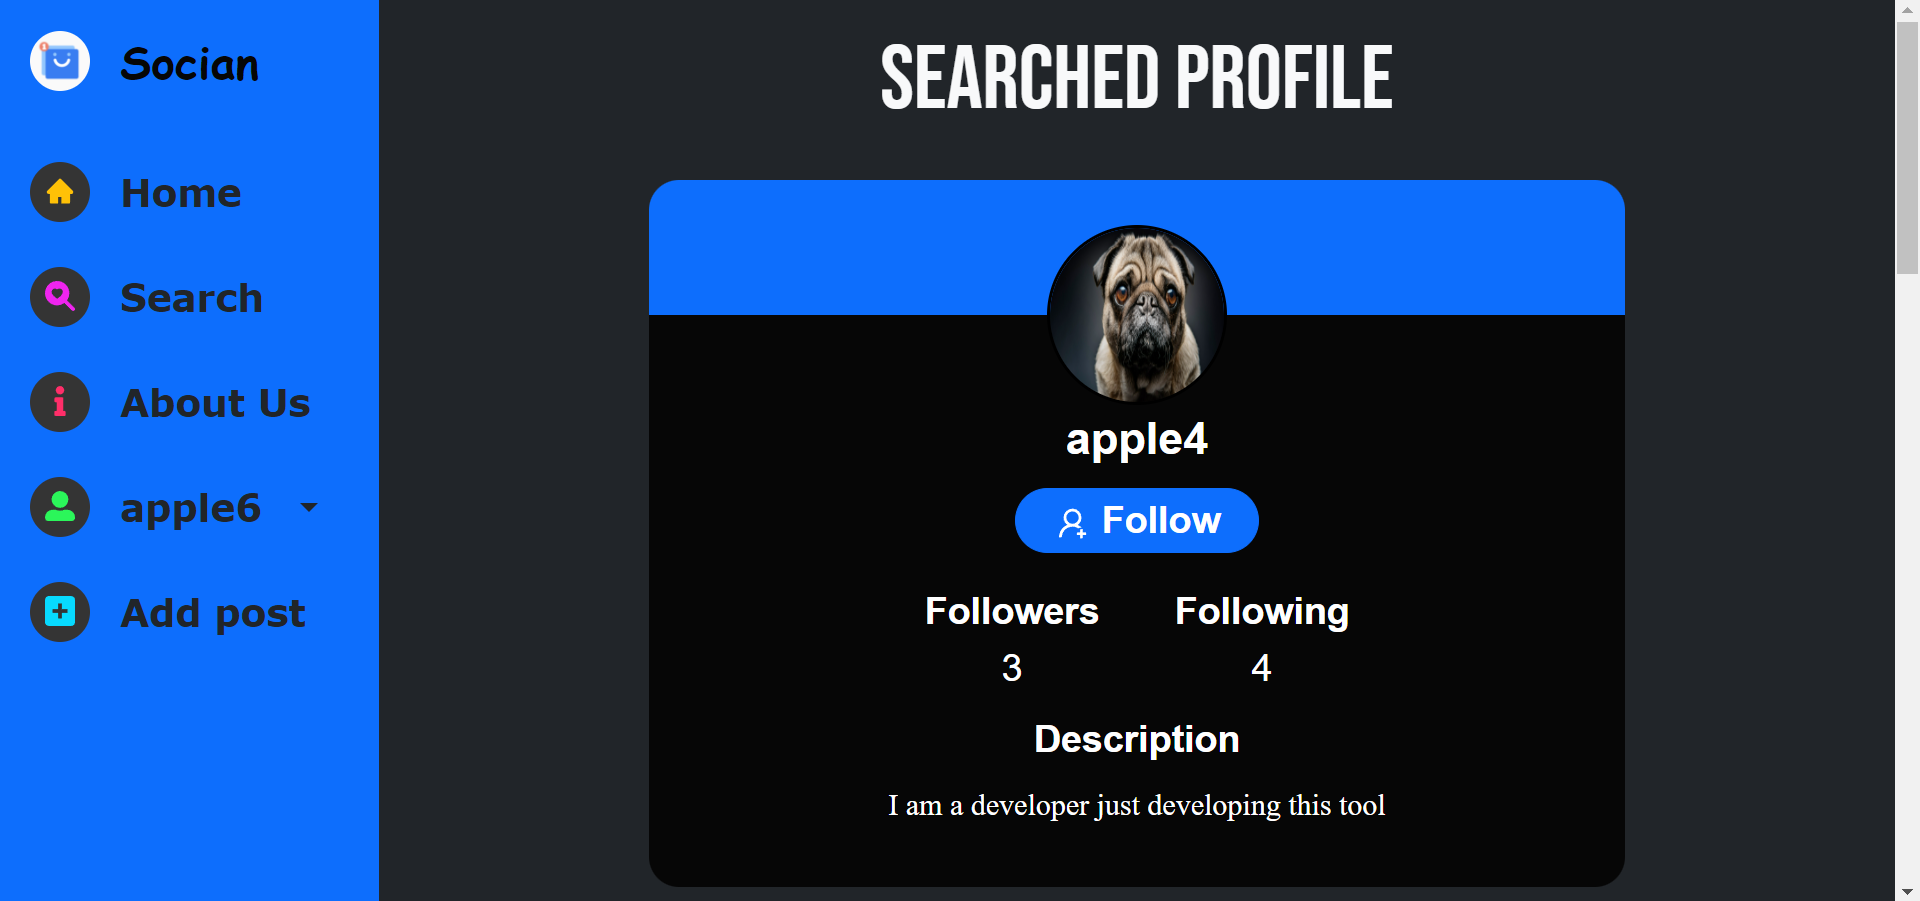 Socian
Home
Search
About Us
apple6
Add post
SEARCHED PROFILE
apple4
Follow
Followers Following
3 4
Description
I am a developer just developing this tool